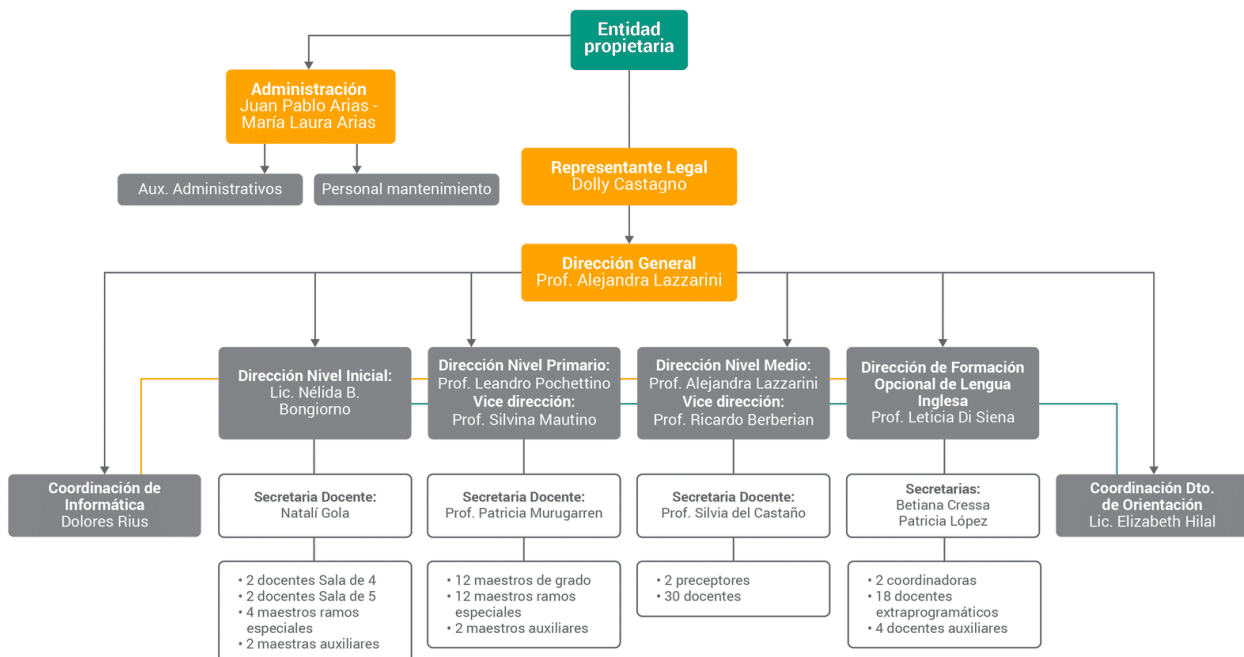 Entidad
propietaria
Administración
Juan Pablo Arias -
María Laura Arias
Aux. Administrativos
Personal mantenimiento
Representante Legal
Dolly Castagno
Dirección General
Prof. Alejandra Lazzarini
Dirección Nivel Inicial:
Lic. Nélida B.
Bongiorno
Dirección Nivel Primario:
Prof. Leandro Pochettino
Vice dirección:
Prof. Silvina Mautino
Dirección Nivel Medio:
Prof. Alejandra Lazzarini
Vice dirección:
Prof. Ricardo Berberian
Dirección de Formación
Opcional de Lengua
Inglesa
Prof. Leticia Di Siena
Coordinación de
Informática
Dolores Rius
Secretaria Docente:
Natalí Gola
Secretaria Docente:
Prof. Patricia Murugarren
Secretaria Docente:
Prof. Silvia del Castaño
Secretarias:
Betiana Cressa
Patricia López
Coordinación Dto.
de Orientación
Lic. Elizabeth Hilal
• 2 docentes Sala de 4
• 2 docentes Sala de 5
• 4 maestros ramos
especiales
• 2 maestras auxiliares
• 12 maestros de grado
• 12 maestros ramos
especiales
• 2 maestros auxiliares
• 2 preceptores
• 30 docentes
• 2 coordinadoras
• 18 docentes
extraprogramáticos
• 4 docentes auxiliares